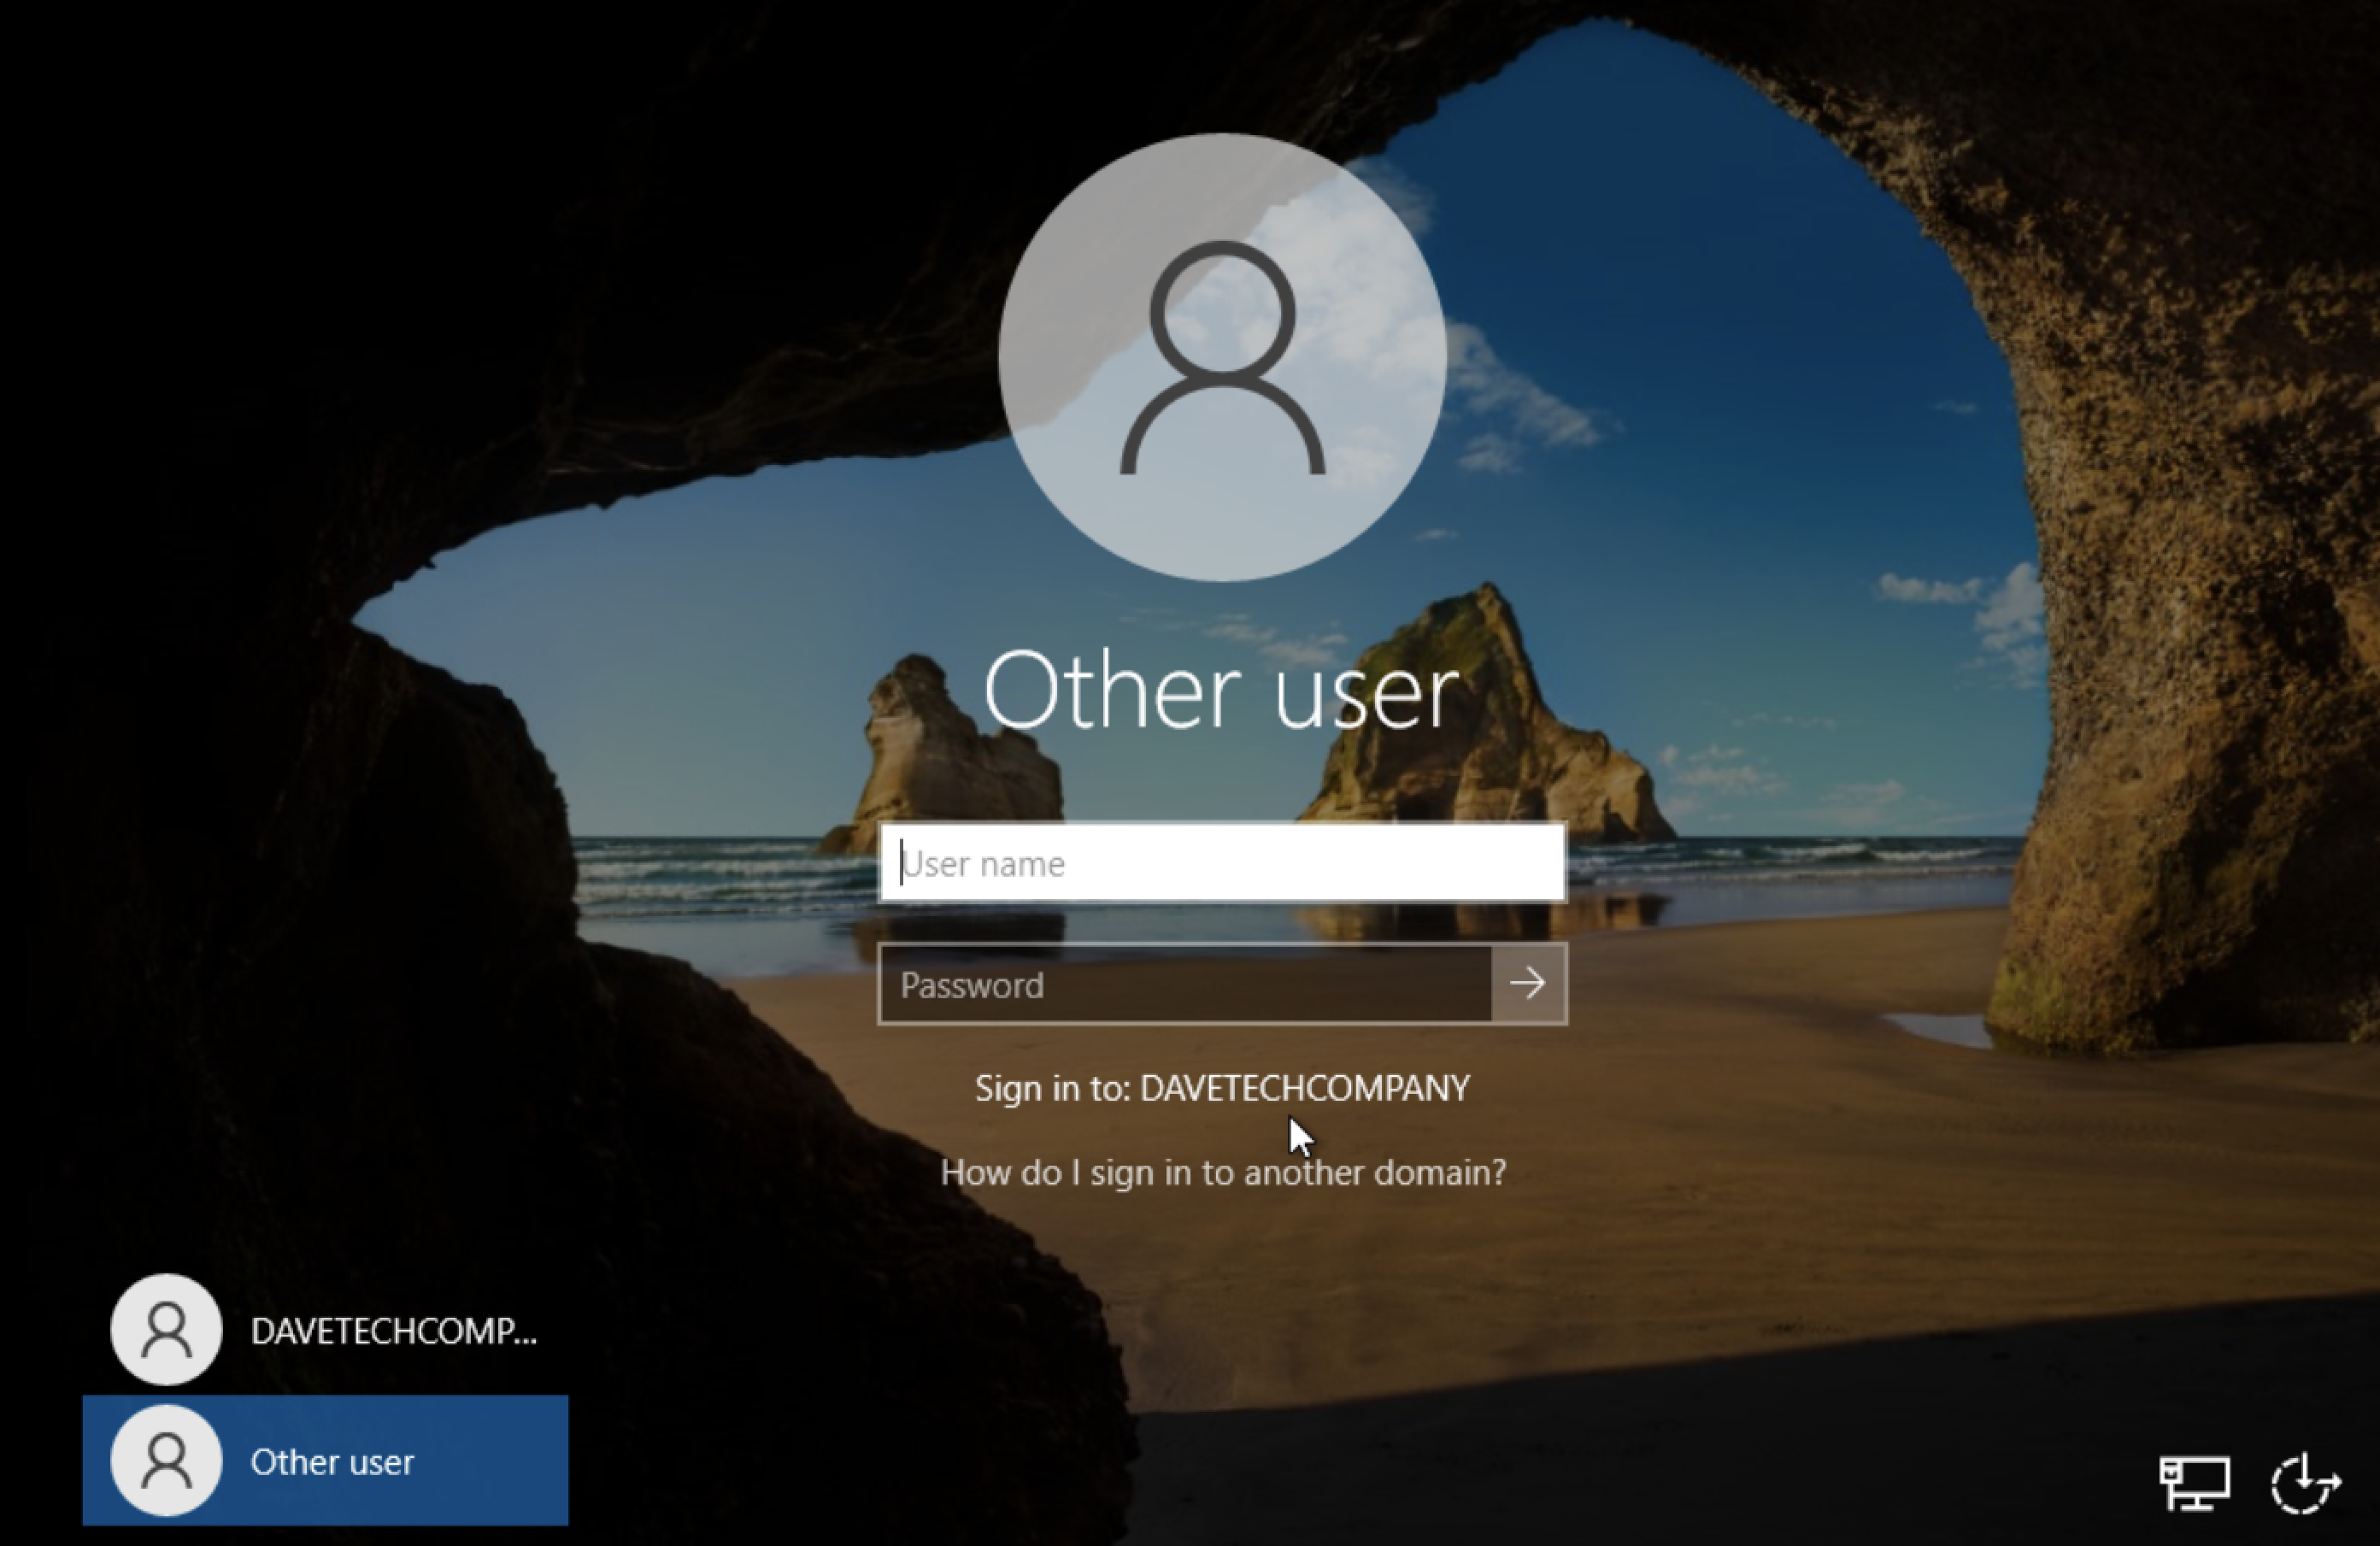 Other user
User name
Password
Sign in to: DAVETECHCOMPANY
How do I sign in to another domain?
DAVETECHCOMP...
Other user